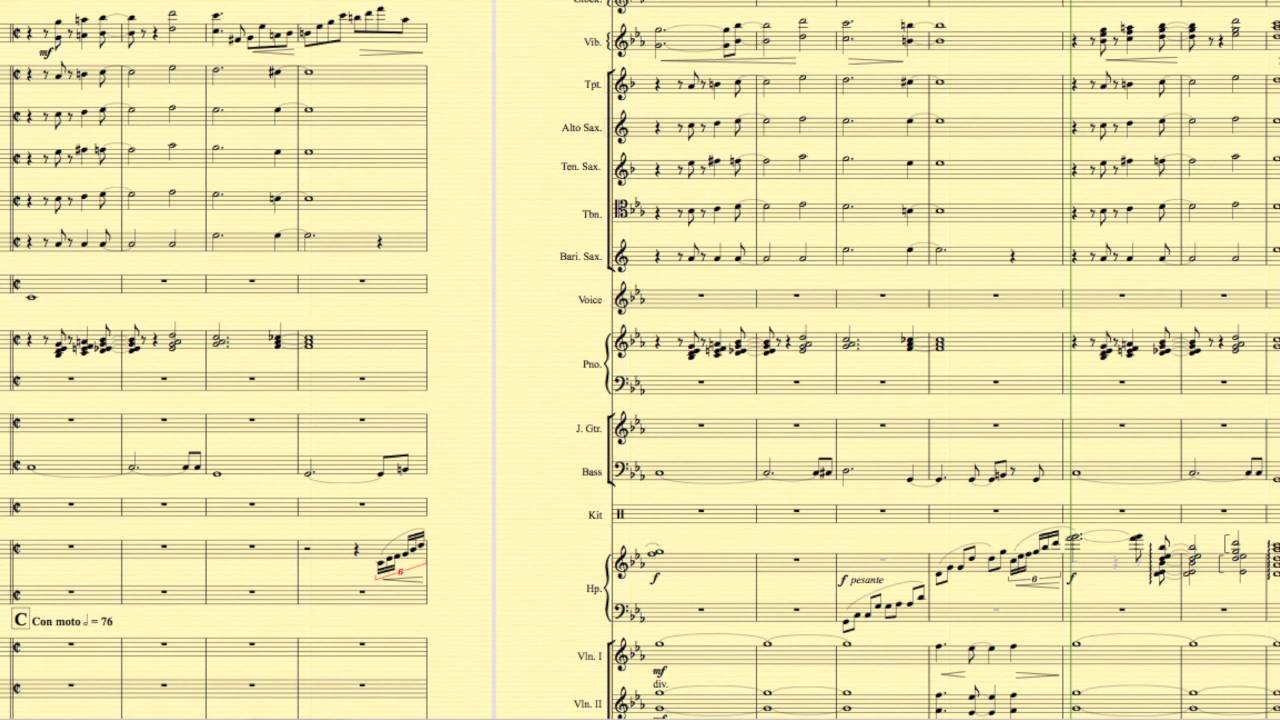 mf
6
C Con moto = 76
Glock.
Vib.
Tpt.
Alto Sax.
Ten. Sax.
Tbn.
Bari. Sax.
Voice
Pno.
J. Gtr.
Bass
Kit
Hp.
f
f pesante
6
f
Vln. I
mf
div.
Vln. II